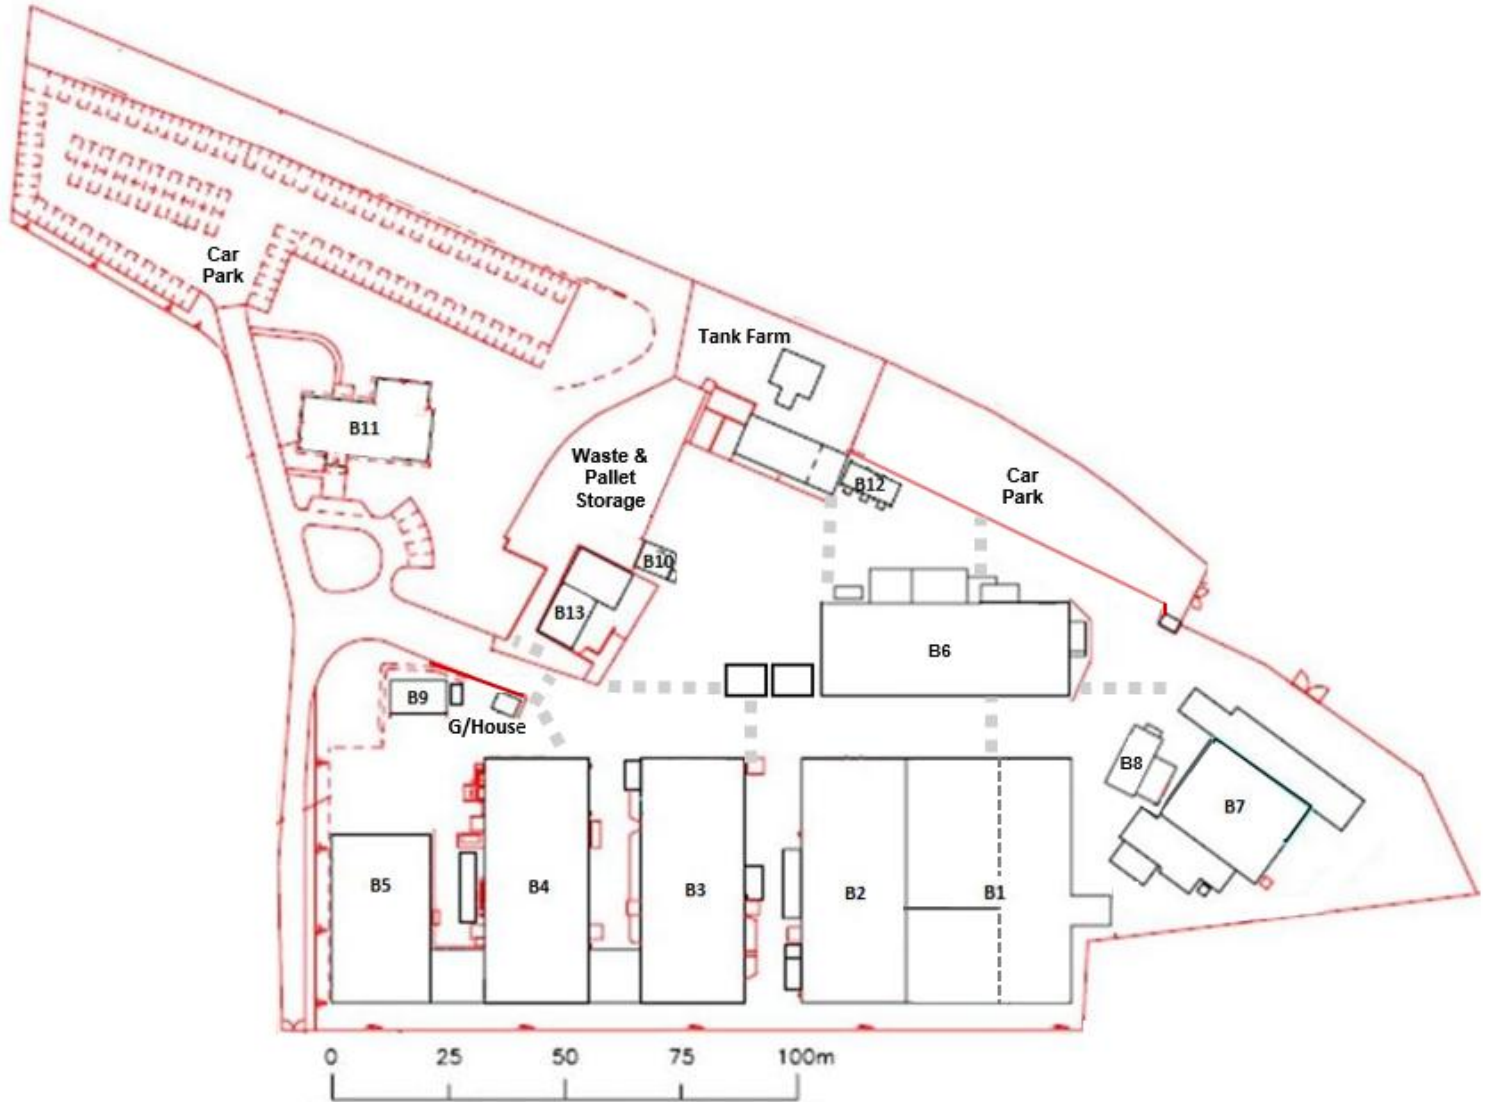 Car
Park
Tank Farm
B11
Waste &
Pallet
Storage
B12
Car
Park
B10
B13
B6
B9
G/House
B8
B7
B5
B4
B3
B2
B1
0
25
50
75
100m